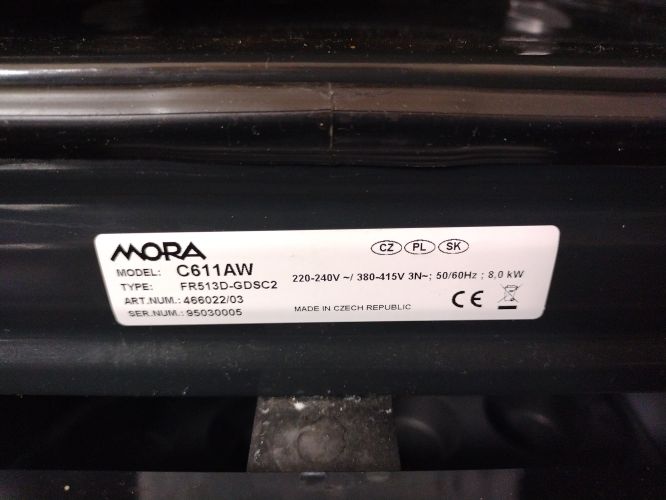 MORA
CZ PL SK
MODEL: C611AW
TYPE: FR513D-GDSC2
220-240V ~/ 380-415V 3N~; 50/60Hz ; 8,0 kW
ART.NUM.: 466022/03
SER.NUM.: 95030005
MADE IN CZECH REPUBLIC
CE